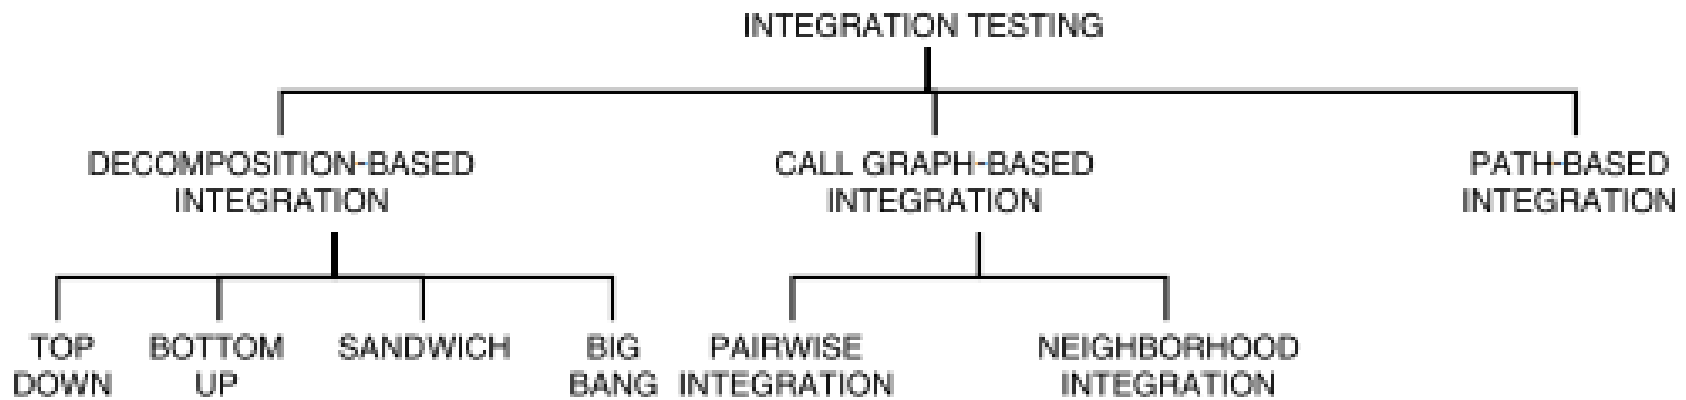 INTEGRATION TESTING
DECOMPOSITION-BASED
INTEGRATION
CALL GRAPH-BASED
INTEGRATION
PATH-BASED
INTEGRATION
TOP
DOWN
BOTTOM
UP
SANDWICH
BIG
BANG
PAIRWISE
INTEGRATION
NEIGHBORHOOD
INTEGRATION